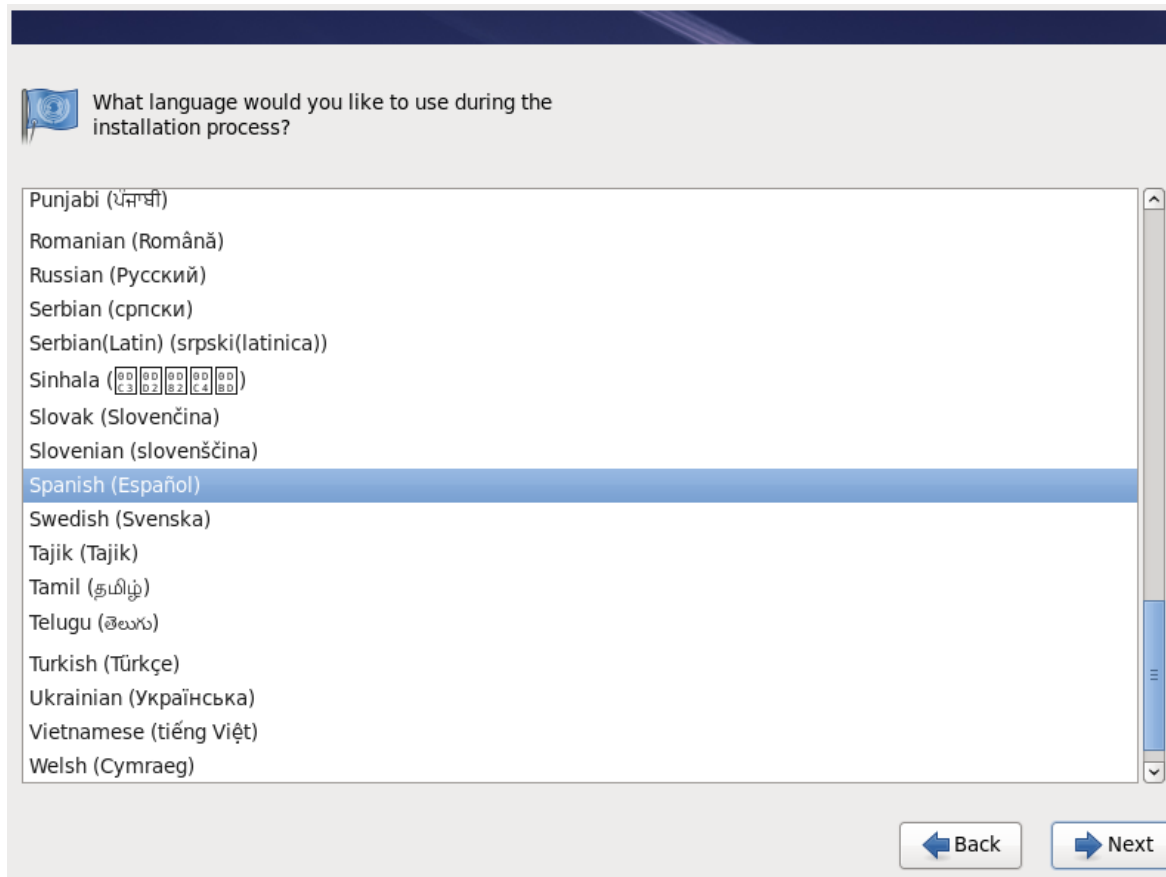 What language would you like to use during the
installation process?
Punjabi (ਪੰਜਾਬੀ)
Romanian (Română)
Russian (Русский)
Serbian (српски)
Serbian(Latin) (srpski(latinica))
Sinhala ()
Slovak (Slovenčina)
Slovenian (slovenščina)
Spanish (Español)
Swedish (Svenska)
Tajik (Tajik)
Tamil (தமிழ்)
Telugu (తెలుగు)
Turkish (Türkçe)
Ukrainian (Українська)
Vietnamese (tiếng Việt)
Welsh (Cymraeg)
Back
Next